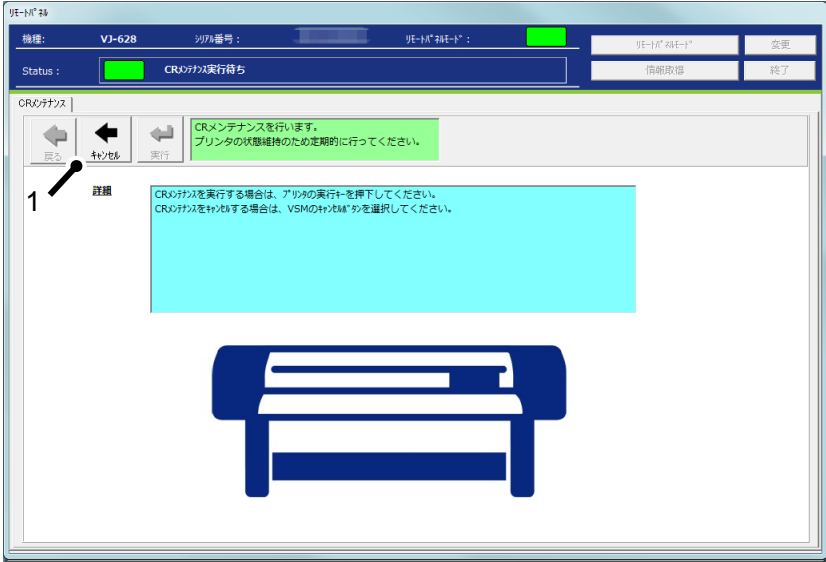 ﾘﾓｰﾄﾊﾟﾈﾙ
機種: VJ-628 ｼﾘｱﾙ番号： ﾘﾓｰﾄﾊﾟﾈﾙﾓｰﾄﾞ：
ﾘﾓｰﾄﾊﾟﾈﾙﾓｰﾄﾞ 変更
Status： CRﾒﾝﾃﾅﾝｽ実行待ち
情報取得 終了
CRﾒﾝﾃﾅﾝｽ
戻る ｷｬﾝｾﾙ 実行
CRメンテナンスを行います。
プリンタの状態維持のため定期的に行ってください。
1
詳細
CRﾒﾝﾃﾅﾝｽを実行する場合は、ﾌﾟﾘﾝﾀの実行ｷｰを押下してください。
CRﾒﾝﾃﾅﾝｽをｷｬﾝｾﾙする場合は、VSMのｷｬﾝｾﾙﾎﾞﾀﾝを選択してください。